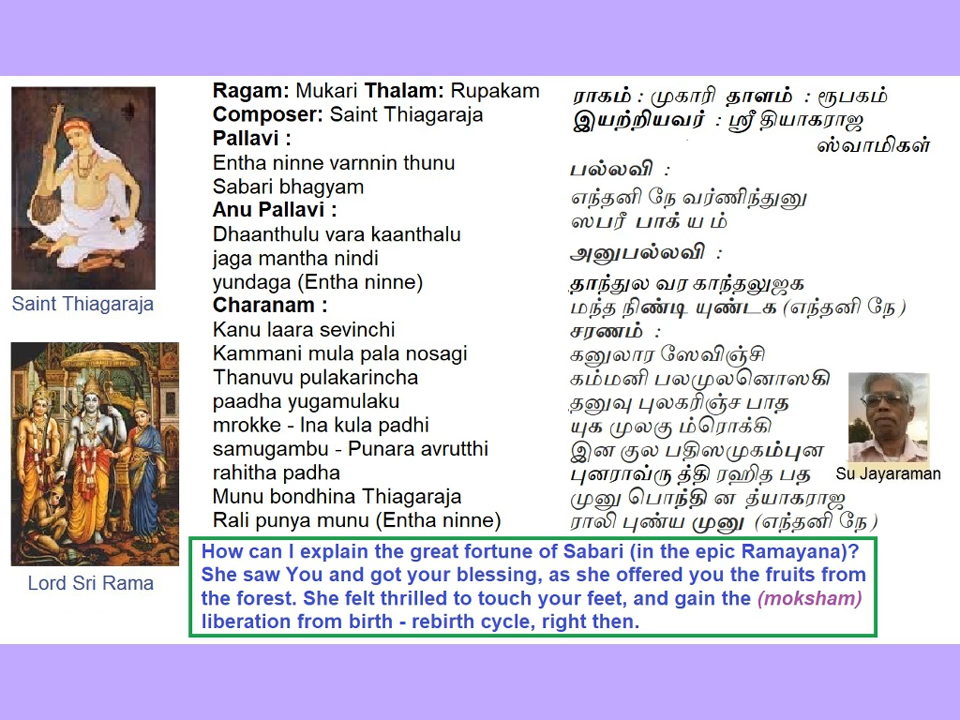 Ragam: Mukari Thalam: Rupakam
Composer: Saint Thiagaraja
Pallavi :
Entha ninne varnnin thunu
Sabari bhagyam
Anu Pallavi :
Dhaanthulu vara kaanthalu
jaga mantha nindi
yundaga (Entha ninne)
Charanam :
Kanu laara sevinchi
Kammani mula pala nosagi
Thanuvu pulakarincha
paadha yugamulaku
mrokke - Ina kula padhi
samugambu - Punara avrutthi
rahitha padha
Munu bondhina Thiagaraja
Rali punya munu (Entha ninne)
ராகம் : முகாரி தாளம் : ரூபகம்
இயற்றியவர் : ஸ்ரீ தியாகராஜ
ஸ்வாமிகள்
பல்லவி :
எந்தனி நே வர்ணிந்துனு
ஸபரீ பாக் ய ம்
அனுபல்லவி :
தாந்துல வர காந்தலுஜக
மந்த நிண்டி யுண்டக (எந்தனி நே )
சரணம் :
கனுலார ஸேவிஞ்சி
கம்மனி பலமுலனொஸகி
தனுவு புலகரிஞ்ச பாத
யுக முலகு ம்ரொக்கி
இன குல பதிஸமுகம்புன
புனராவ்ரு த்தி ரஹித பத
முனு பொந்தி ன த்யாகராஜ
ராலி புண்ய முனு (எந்தனி நே )
Saint Thiagaraja
Lord Sri Rama
Su Jayaraman
How can I explain the great fortune of Sabari (in the epic Ramayana)?
She saw You and got your blessing, as she offered you the fruits from
the forest. She felt thrilled to touch your feet, and gain the (moksham)
liberation from birth - rebirth cycle, right then.